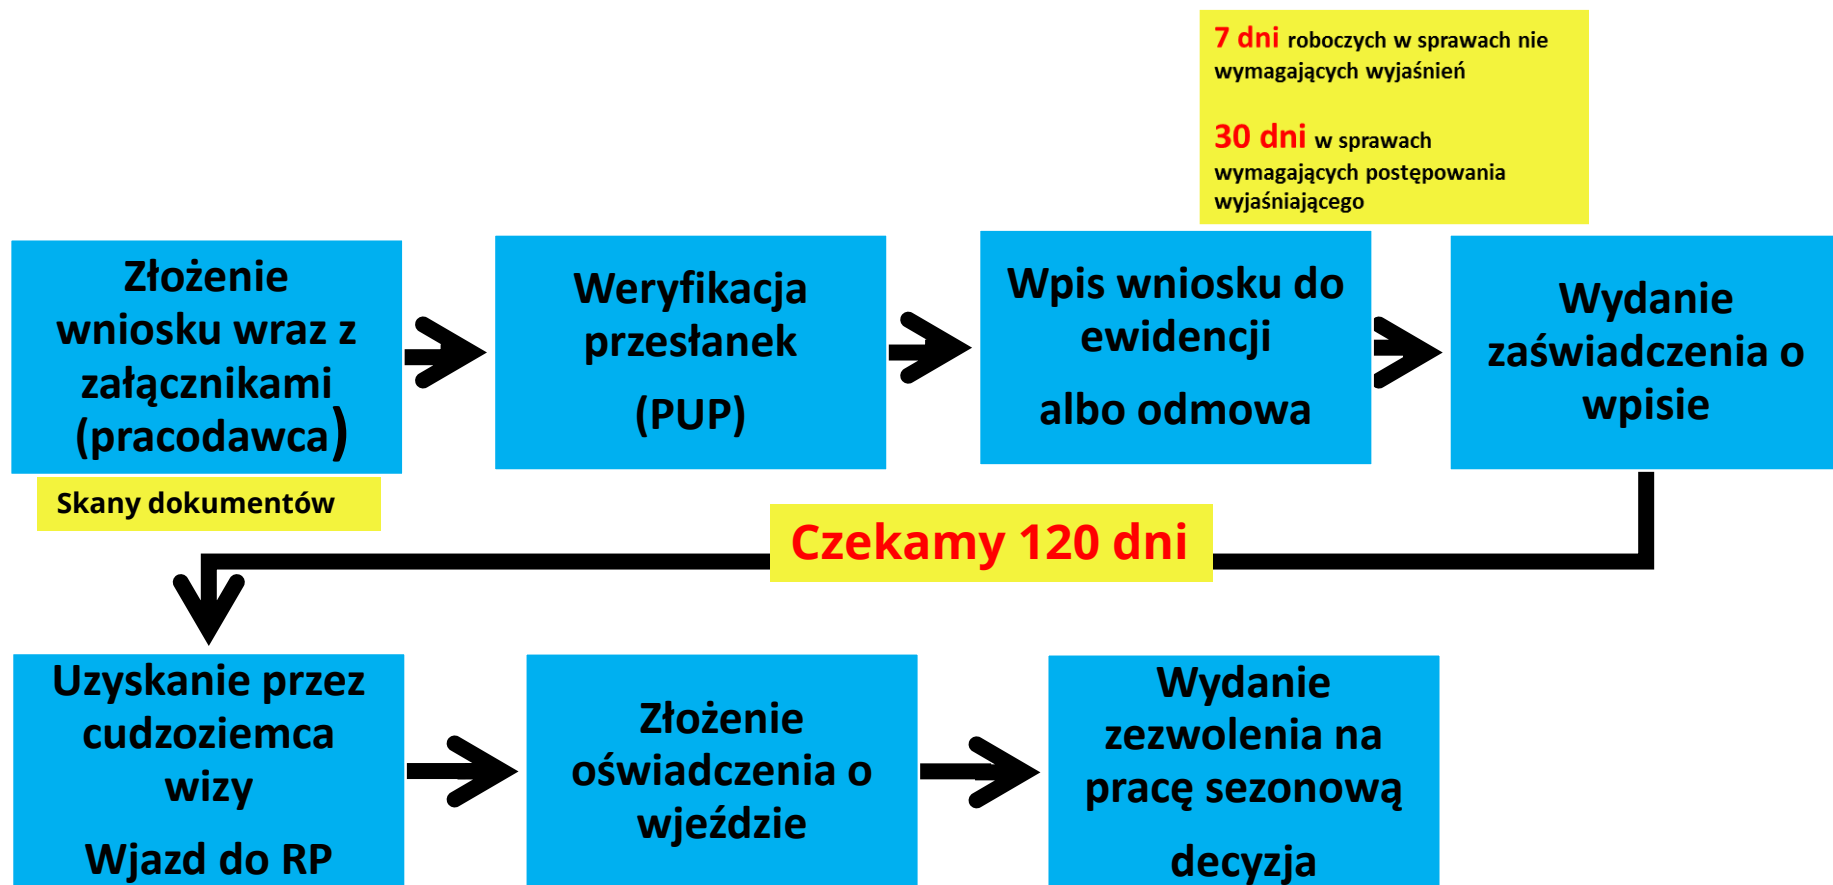 7 dni roboczych w sprawach nie
wymagających wyjaśnień
30 dni w sprawach
wymagających postępowania
wyjaśniającego
Złożenie
wniosku wraz z
załącznikami
(pracodawca)
Skany dokumentów
Weryfikacja
przesłanek
(PUP)
Wpis wniosku do
ewidencji
albo odmowa
Wydanie
zaświadczenia o
wpisie
Czekamy 120 dni
Uzyskanie przez
cudzoziemca
wizy
Wjazd do RP
Złożenie
oświadczenia o
wjeździe
Wydanie
zezwolenia na
pracę sezonową
decyzja